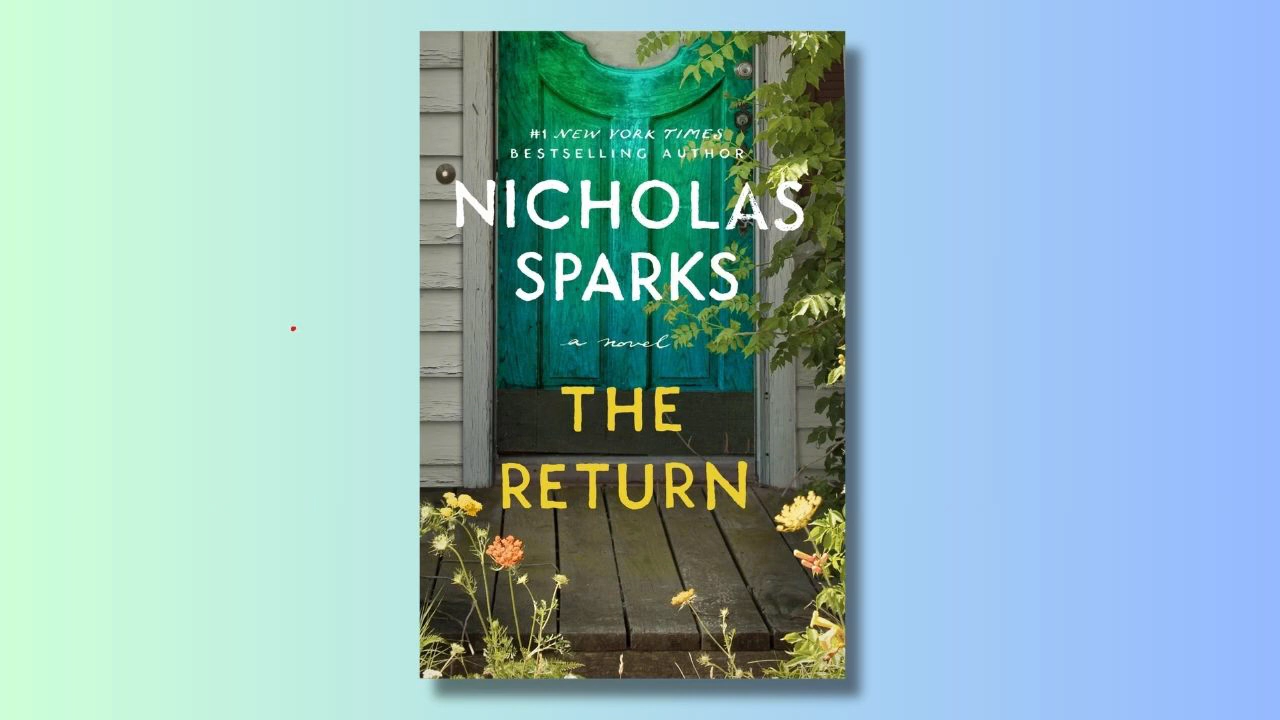 #1 NEW YORK TIMES
BESTSELLING AUTHOR
NICHOLAS
SPARKS
a novel
THE
RETURN